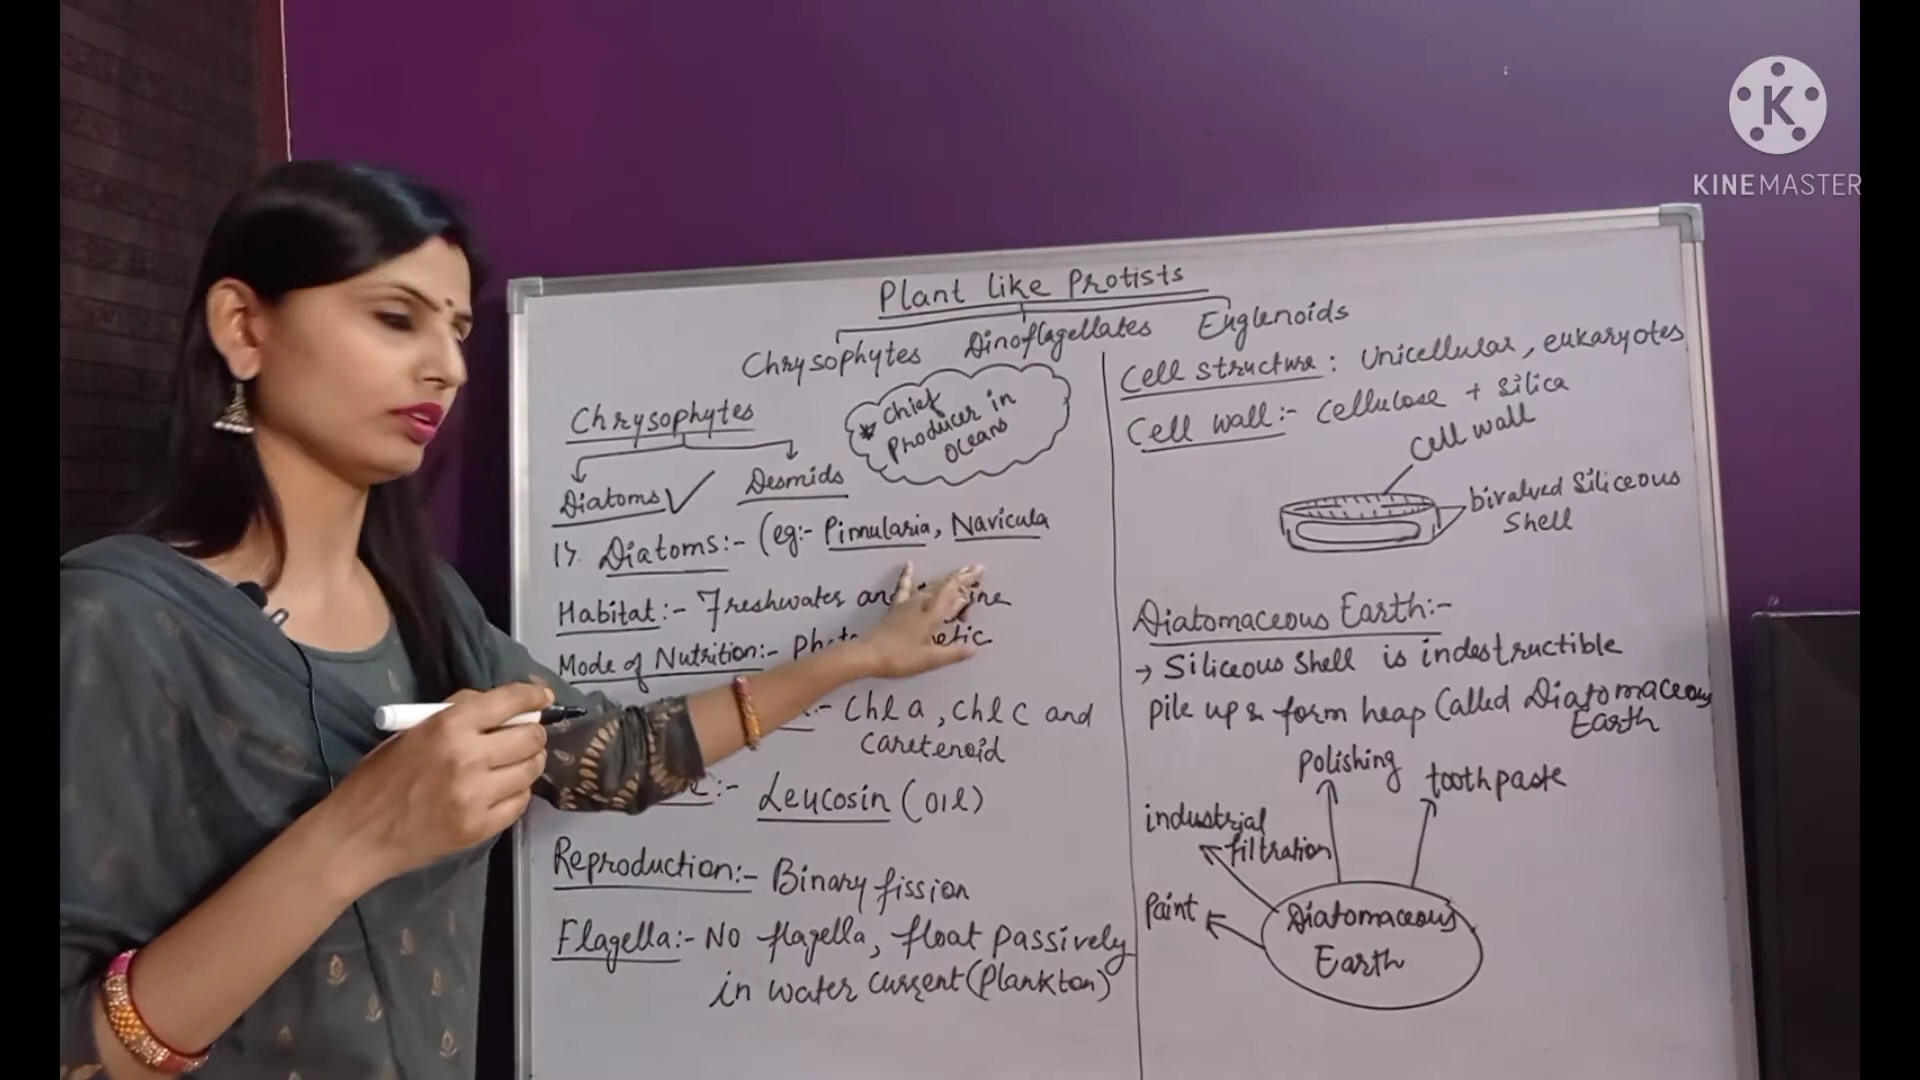 K
KINEMASTER
Plant like Protists
Chrysophytes Dinoflagellates Euglenoids
Chrysophytes
* Chief
Producer in
Oceans
Diatoms ✓ Desmids
1). Diatoms:- (eg:- Pinnularia, Navicula
Habitat:- Freshwater and
Mode of Nutrition:-
:- Chl a, Chl c and
Caretenoid
:- Leucosin (oil)
Reproduction:- Binary fission
Flagella:- No flagella, float passively
in water current (Plankton)
Cell structure: Unicellular, eukaryotes
Cell wall:- Cellulose + Silica
Cell wall
bivalved Siliceous
Shell
Diatomaceous Earth:-
→ Siliceous Shell is indestructible
pile up & form heap Called Diatomaceous
Earth
Polishing
toothpaste
industrial
filtration
Paint
Diatomaceous
Earth